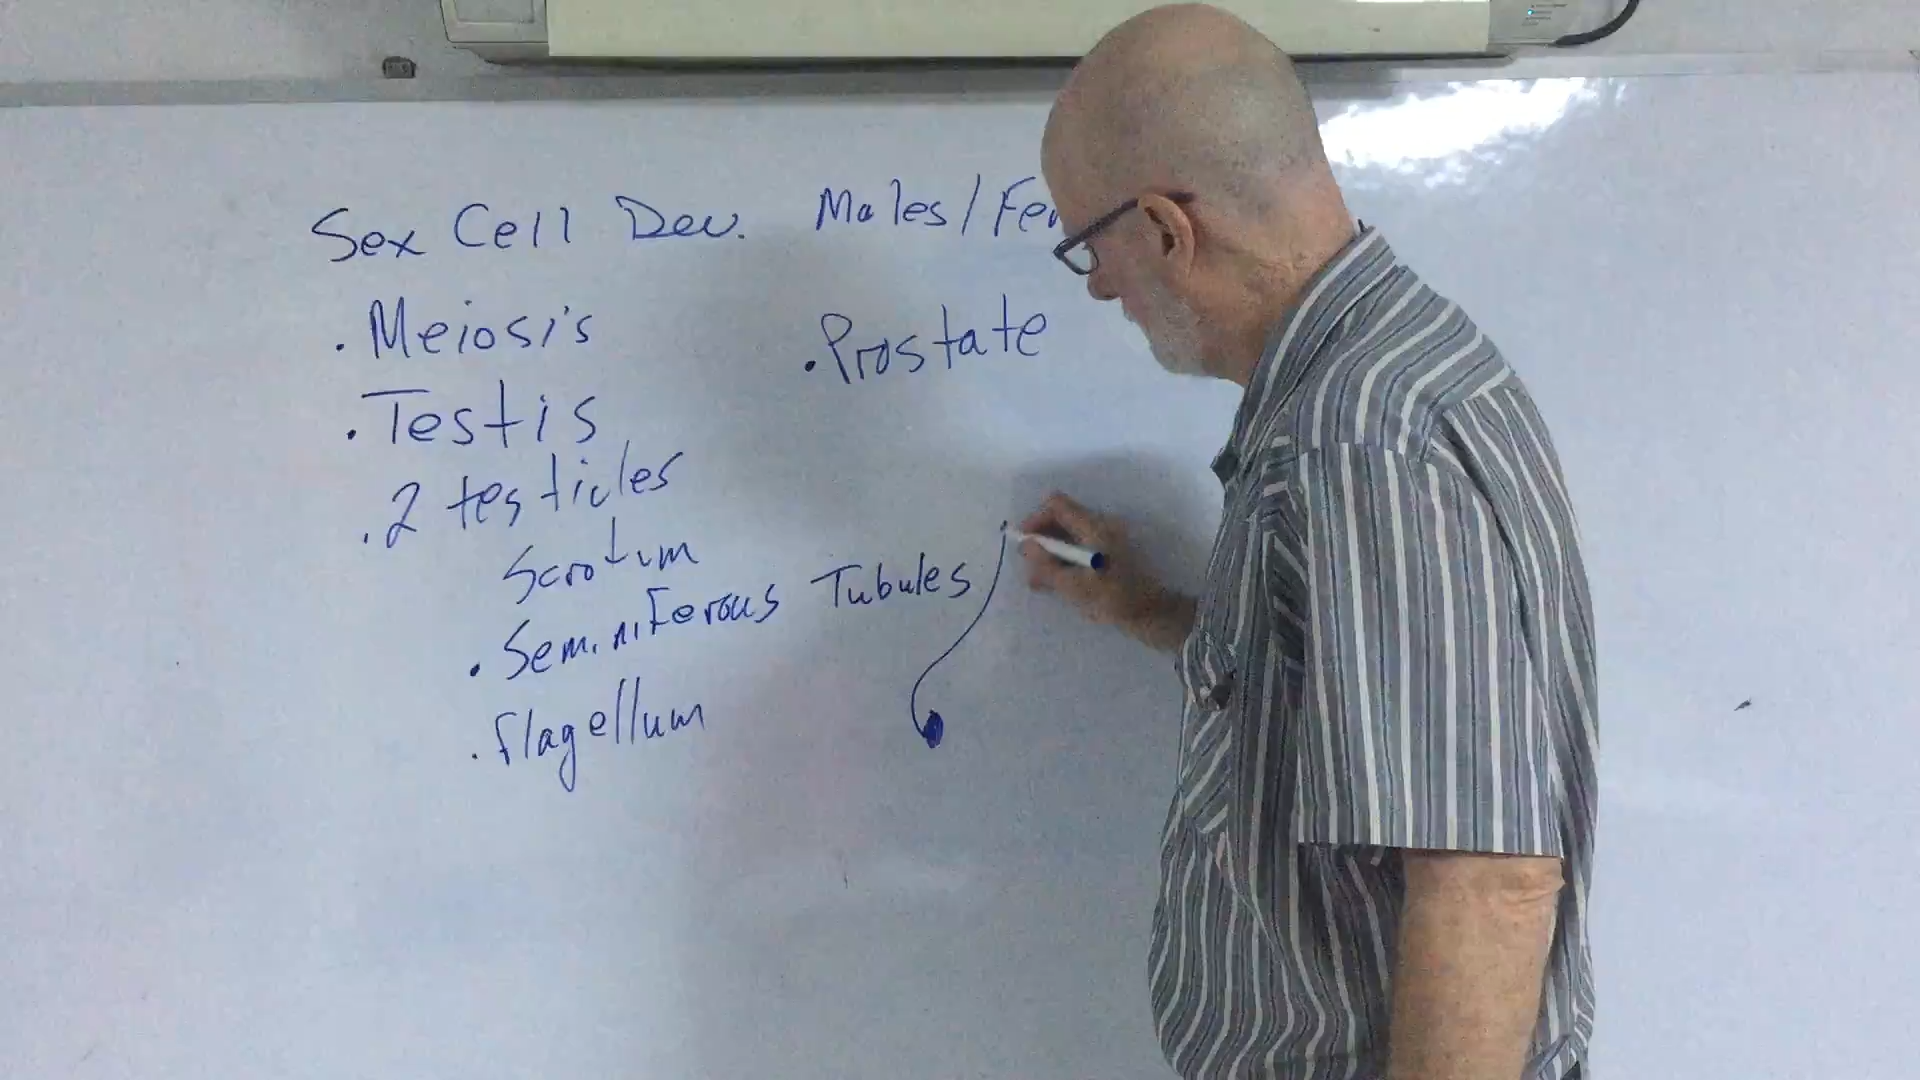 Sex Cell Dev. Males/Fem
. Meiosis
. Testis
. 2 testicles
Scrotum
. Seminiferous Tubules
. flagellum
. Prostate